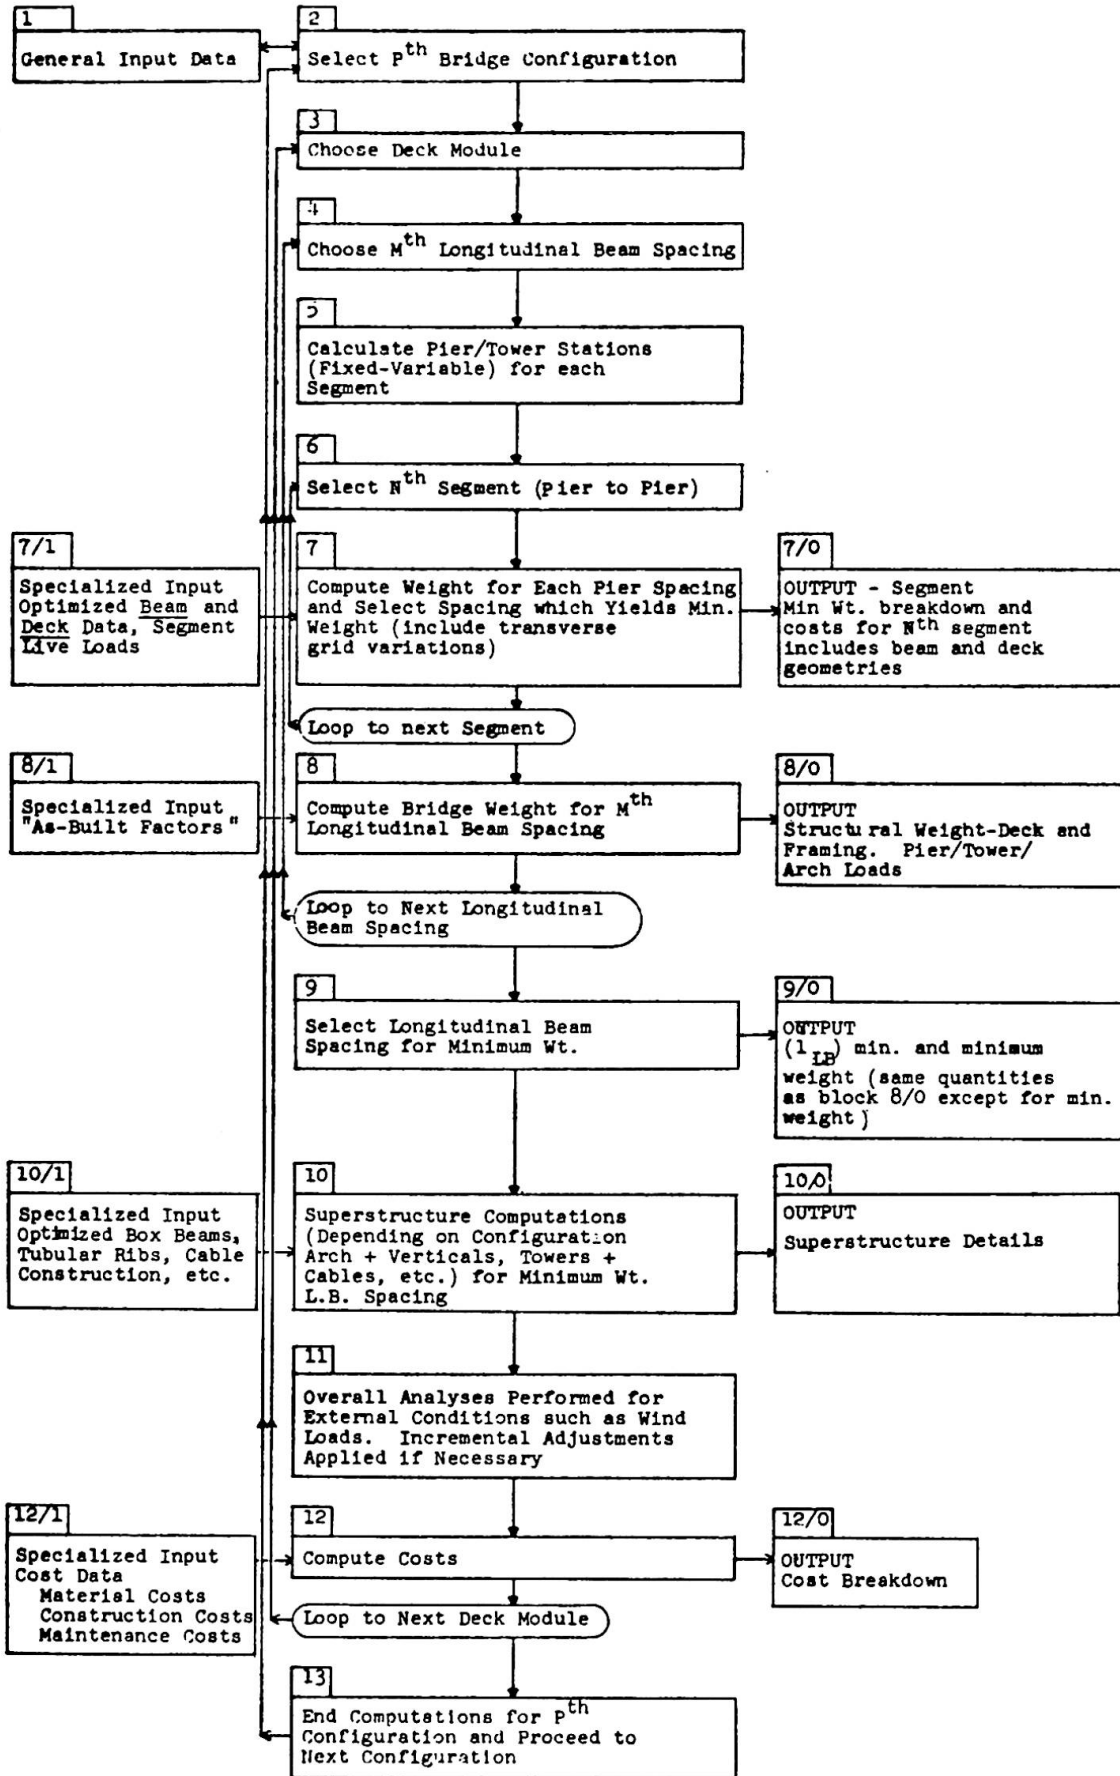 1
General Input Data
2
Select Pth Bridge Configuration
3
Choose Deck Module
4
Choose Mth Longitudinal Beam Spacing
5
Calculate Pier/Tower Stations
(Fixed-Variable) for each
Segment
6
Select Nth Segment (Pier to Pier)
7/1
Specialized Input
Optimized Beam and
Deck Data, Segment
Live Loads
7
Compute Weight for Each Pier Spacing
and Select Spacing which Yields Min.
Weight (include transverse
grid variations)
7/0
OUTPUT - Segment
Min Wt. breakdown and
costs for Nth segment
includes beam and deck
geometries
Loop to next Segment
8/1
Specialized Input
"As-Built Factors"
8
Compute Bridge Weight for Mth
Longitudinal Beam Spacing
8/0
OUTPUT
Structural Weight-Deck and
Framing. Pier/Tower/
Arch Loads
Loop to Next Longitudinal
Beam Spacing
9
Select Longitudinal Beam
Spacing for Minimum Wt.
9/0
OUTPUT
(1LB) min. and minimum
weight (same quantities
as block 8/0 except for min.
weight)
10/1
Specialized Input
Optimized Box Beams,
Tubular Ribs, Cable
Construction, etc.
10
Superstructure Computations
(Depending on Configuration
Arch + Verticals, Towers +
Cables, etc.) for Minimum Wt.
L.B. Spacing
10/0
OUTPUT
Superstructure Details
11
Overall Analyses Performed for
External Conditions such as Wind
Loads. Incremental Adjustments
Applied if Necessary
12/1
Specialized Input
Cost Data
Material Costs
Construction Costs
Maintenance Costs
12
Compute Costs
12/0
OUTPUT
Cost Breakdown
Loop to Next Deck Module
13
End Computations for Pth
Configuration and Proceed to
Next Configuration